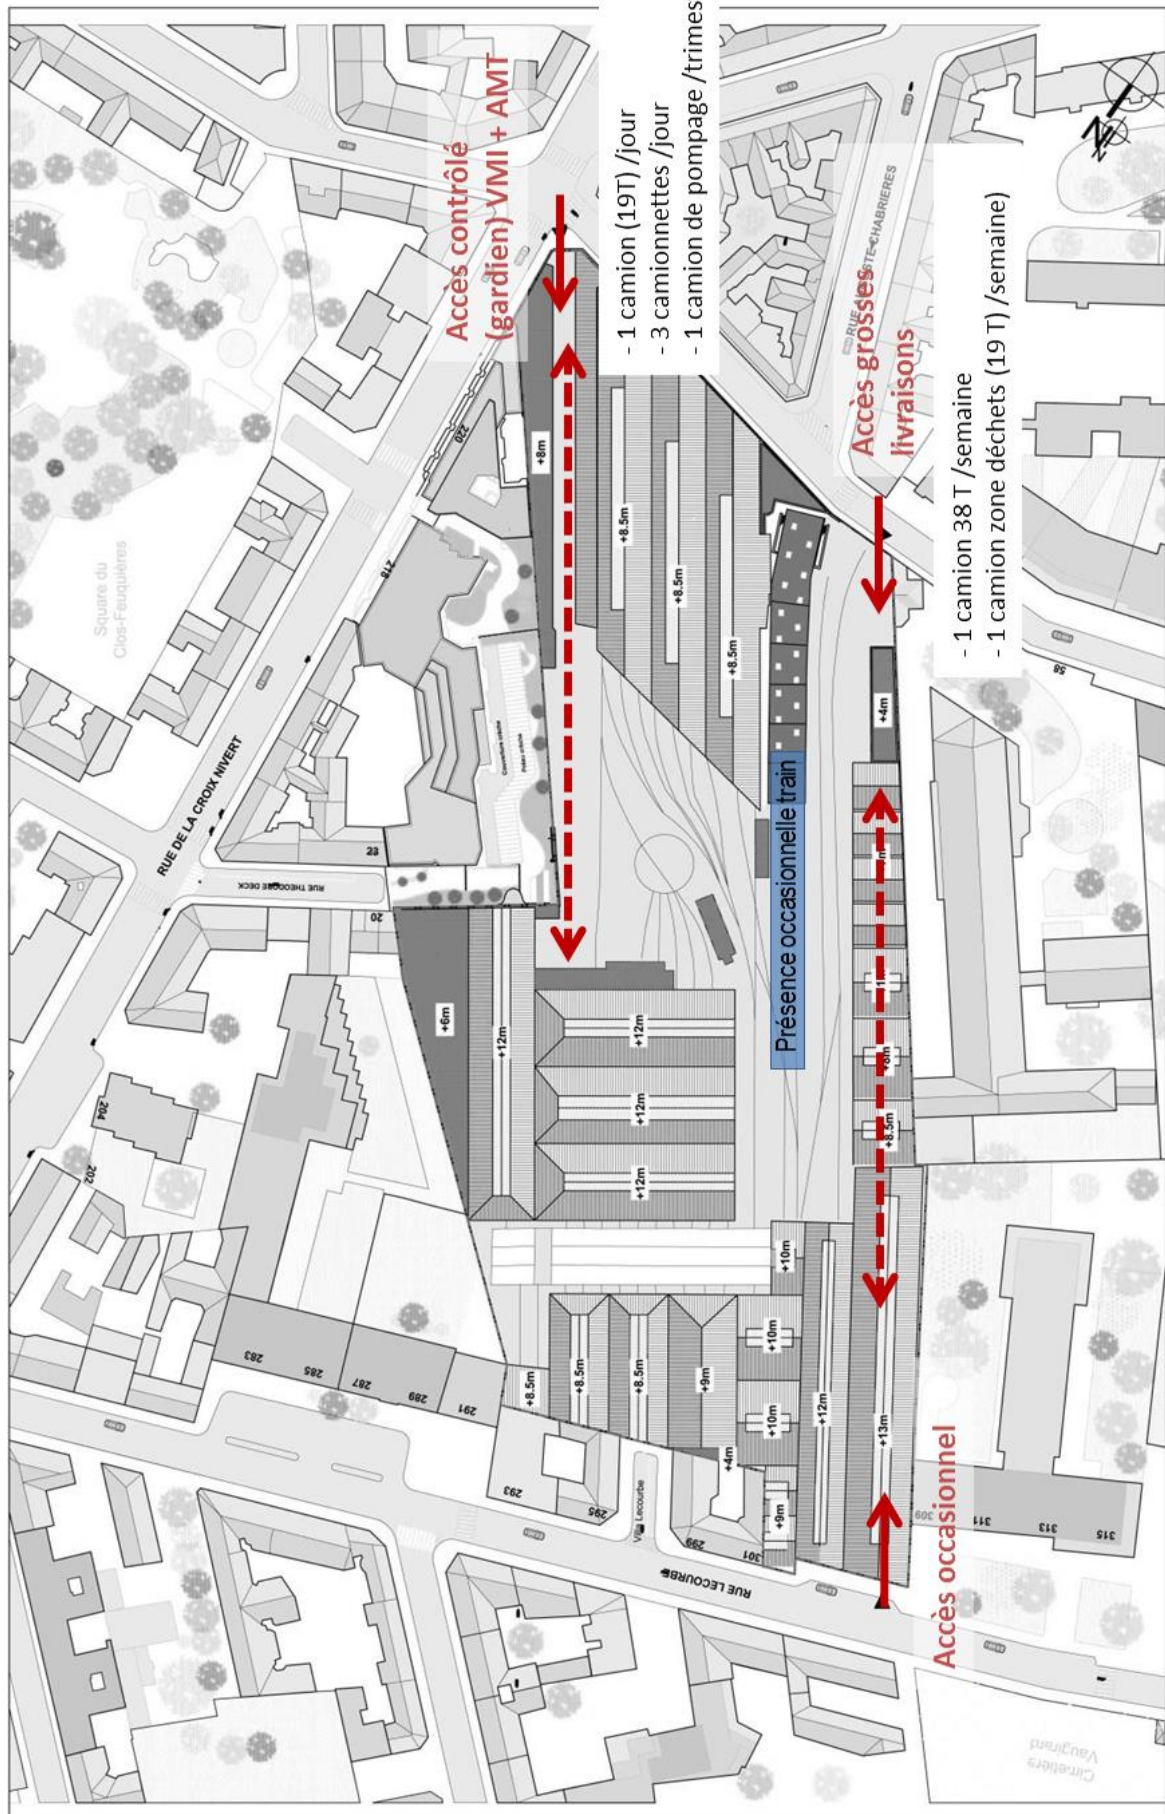 Accès contrôlé
(gardien) VMI + AMT
- 1 camion (19T) /jour
- 3 camionnettes /jour
- 1 camion de pompage /trimes
Accès grosses
livraisons
- 1 camion 38 T /semaine
- 1 camion zone déchets (19 T) /semaine)
Accès occasionnel
Présence occasionnelle train
Square du
Clos-Feuquières
RUE DE LA CROIX NIVERT
RUE THEODORE DECK
RUE LECOURBE
Villa Lecourbe
Cimetière
Vaugirard
Couverture crèche
Préau crèche
N
220
218
23
20
204
202
283
285
287
289
291
293
295
299
301
309
311
313
315
58
+8m
+8.5m
+8.5m
+8.5m
+4m
+6m
+12m
+12m
+12m
+12m
+8m
+8.5m
+10m
+8.5m
+8.5m
+8.5m
+9m
+10m
+10m
+12m
+13m
+4m
+9m